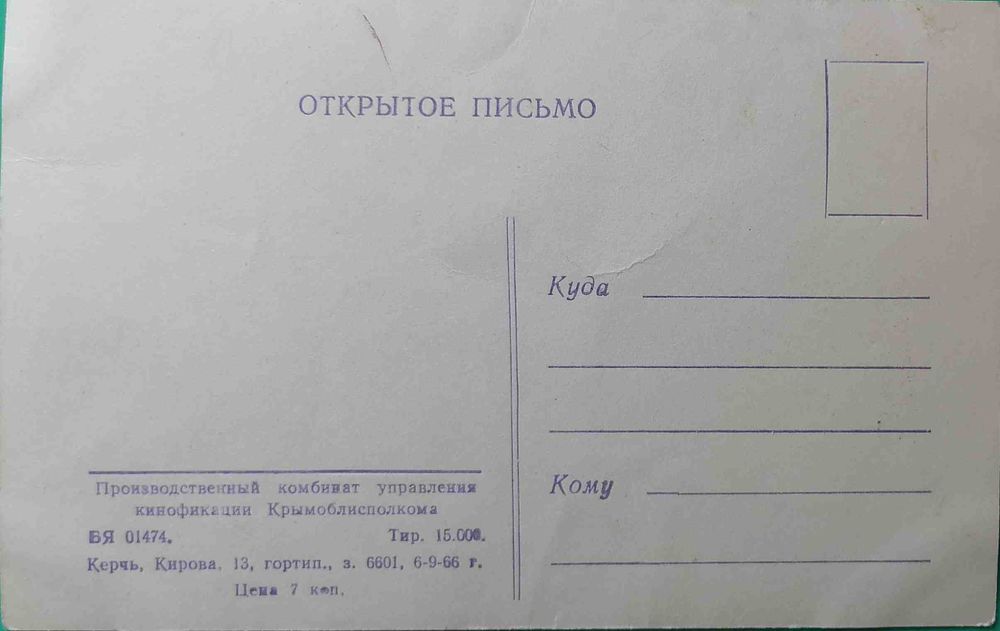 ОТКРЫТОЕ ПИСЬМО
Куда
Кому
Производственный комбинат управления
кинофикации Крымоблисполкома
БЯ 01474. Тир. 15.000.
Керчь, Кирова, 13, гортип., з. 6601, 6-9-66 г.
Цена 7 коп.